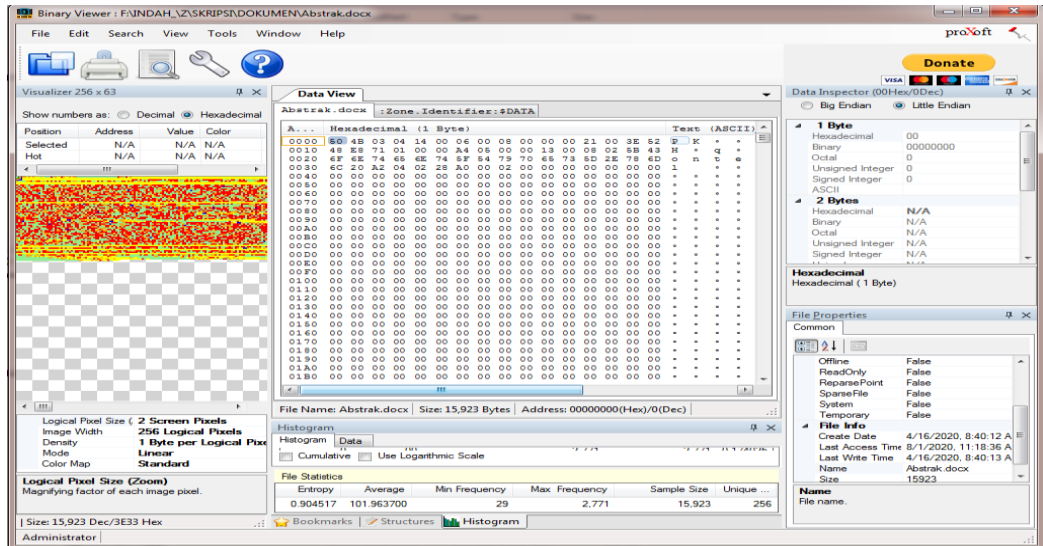 Binary Viewer : F:\INDAH_\Z\SKRIPSI\DOKUMEN\Abstrak.docx
File Edit Search View Tools Window Help
proXoft
Donate
VISA
Visualizer 256 x 63
Show numbers as: Decimal Hexadecimal
Position Address Value Color
Selected N/A N/A N/A
Hot N/A N/A N/A
Logical Pixel Size ( 2 Screen Pixels
Image Width 256 Logical Pixels
Density 1 Byte per Logical Pixe
Mode Linear
Color Map Standard
Logical Pixel Size (Zoom)
Magnifying factor of each image pixel.
| Size: 15,923 Dec/3E33 Hex
Administrator
Data View
Abstrak.docx :Zone.Identifier:$DATA
A... Hexadecimal (1 Byte) Text (ASCII)
0000 50 4B 03 04 14 00 06 00 08 00 00 00 21 00 3E 52 P K
0010 48 E8 71 01 00 00 A4 05 00 00 13 00 08 02 5B 43 H q
0020 6F 6E 74 65 6E 74 5F 54 79 70 65 73 5D 2E 78 6D o n t e
0030 6C 20 A2 04 02 28 A0 00 02 00 00 00 00 00 00 00 l
0040 00 00 00 00 00 00 00 00 00 00 00 00 00 00 00 00
0050 00 00 00 00 00 00 00 00 00 00 00 00 00 00 00 00
0060 00 00 00 00 00 00 00 00 00 00 00 00 00 00 00 00
0070 00 00 00 00 00 00 00 00 00 00 00 00 00 00 00 00
0080 00 00 00 00 00 00 00 00 00 00 00 00 00 00 00 00
0090 00 00 00 00 00 00 00 00 00 00 00 00 00 00 00 00
00A0 00 00 00 00 00 00 00 00 00 00 00 00 00 00 00 00
00B0 00 00 00 00 00 00 00 00 00 00 00 00 00 00 00 00
00C0 00 00 00 00 00 00 00 00 00 00 00 00 00 00 00 00
00D0 00 00 00 00 00 00 00 00 00 00 00 00 00 00 00 00
00E0 00 00 00 00 00 00 00 00 00 00 00 00 00 00 00 00
00F0 00 00 00 00 00 00 00 00 00 00 00 00 00 00 00 00
0100 00 00 00 00 00 00 00 00 00 00 00 00 00 00 00 00
0110 00 00 00 00 00 00 00 00 00 00 00 00 00 00 00 00
0120 00 00 00 00 00 00 00 00 00 00 00 00 00 00 00 00
0130 00 00 00 00 00 00 00 00 00 00 00 00 00 00 00 00
0140 00 00 00 00 00 00 00 00 00 00 00 00 00 00 00 00
0150 00 00 00 00 00 00 00 00 00 00 00 00 00 00 00 00
0160 00 00 00 00 00 00 00 00 00 00 00 00 00 00 00 00
0170 00 00 00 00 00 00 00 00 00 00 00 00 00 00 00 00
0180 00 00 00 00 00 00 00 00 00 00 00 00 00 00 00 00
0190 00 00 00 00 00 00 00 00 00 00 00 00 00 00 00 00
01A0 00 00 00 00 00 00 00 00 00 00 00 00 00 00 00 00
01B0 00 00 00 00 00 00 00 00 00 00 00 00 00 00 00 00
File Name: Abstrak.docx Size: 15,923 Bytes Address: 00000000(Hex)/0(Dec)
Histogram
Histogram Data
Cumulative Use Logarithmic Scale
File Statistics
Entropy Average Min Frequency Max Frequency Sample Size Unique ...
0.904517 101.963700 29 2,771 15,923 256
Bookmarks Structures Histogram
Data Inspector (00Hex/0Dec)
Big Endian Little Endian
1 Byte
Hexadecimal 00
Binary 00000000
Octal 0
Unsigned Integer 0
Signed Integer 0
ASCII
2 Bytes
Hexadecimal N/A
Binary N/A
Octal N/A
Unsigned Integer N/A
Signed Integer N/A
Hexadecimal
Hexadecimal ( 1 Byte)
File Properties
Common
Offline False
ReadOnly False
ReparsePoint False
SparseFile False
System False
Temporary False
File Info
Create Date 4/16/2020, 8:40:12 A
Last Access Time 8/1/2020, 11:18:36 A
Last Write Time 4/16/2020, 8:40:13 A
Name Abstrak.docx
Size 15923
Name
File name.